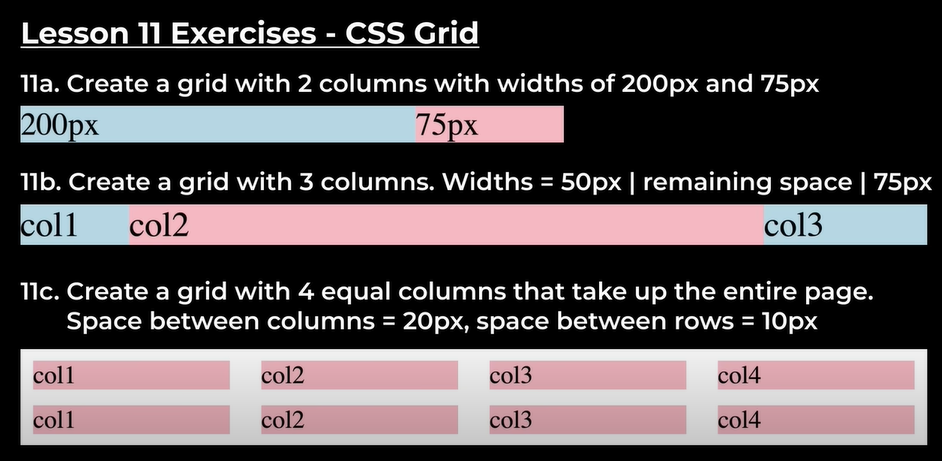 Lesson 11 Exercises - CSS Grid
11a. Create a grid with 2 columns with widths of 200px and 75px
200px 75px
11b. Create a grid with 3 columns. Widths = 50px | remaining space | 75px
col1 col2 col3
11c. Create a grid with 4 equal columns that take up the entire page.
Space between columns = 20px, space between rows = 10px
col1 col2 col3 col4
col1 col2 col3 col4